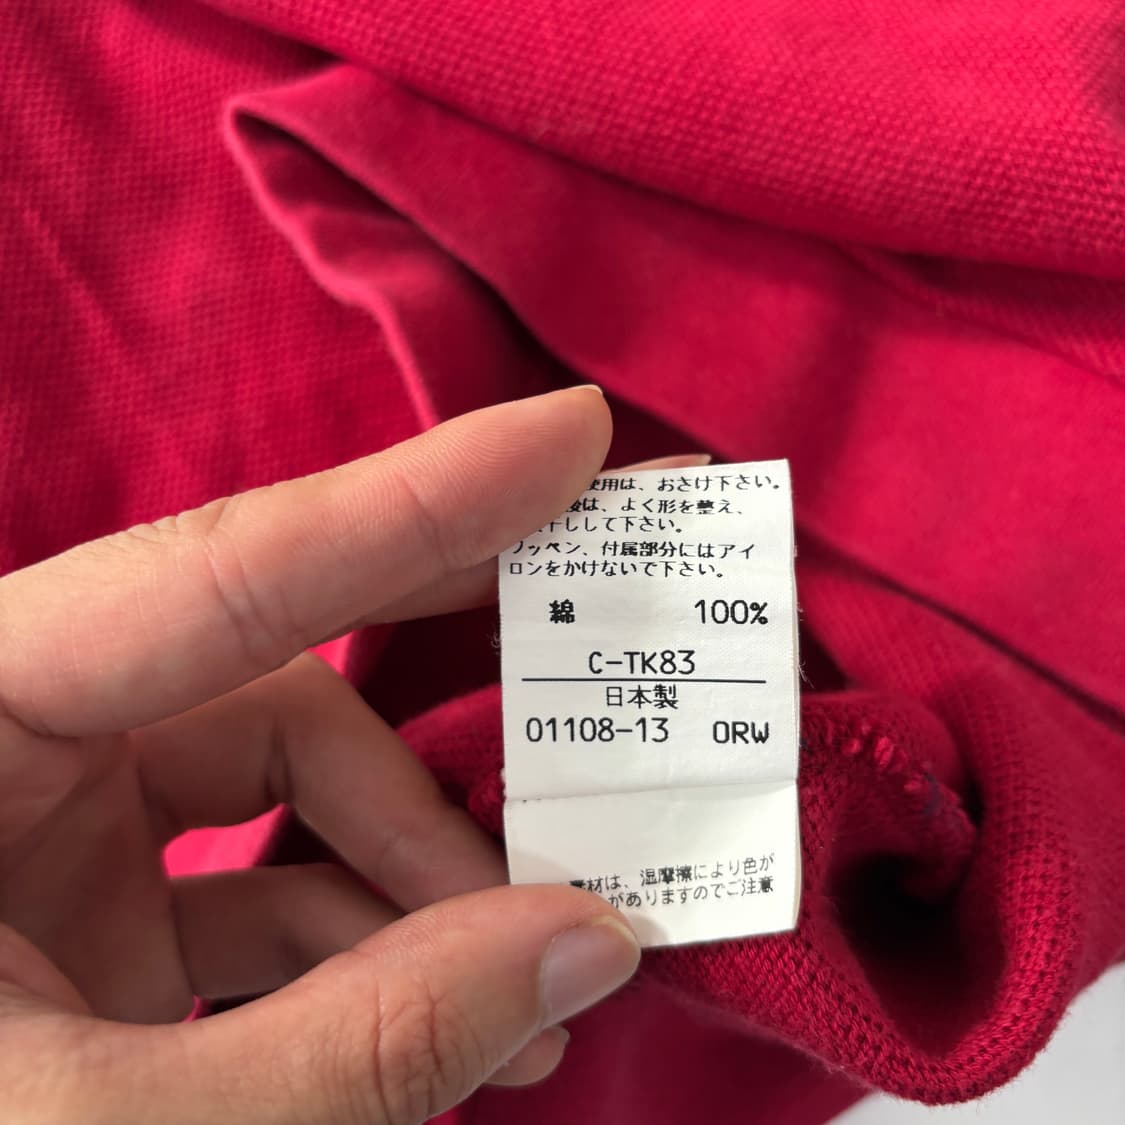 使用は、おさけ下さい。
後は、よく形を整え、
干しして下さい。
ワッペン、付属部分にはアイ
ロンをかけないで下さい。
綿 100%
C-TK83
日本製
01108-13 ORW
素材は、湿摩擦により色が
がありますのでご注意